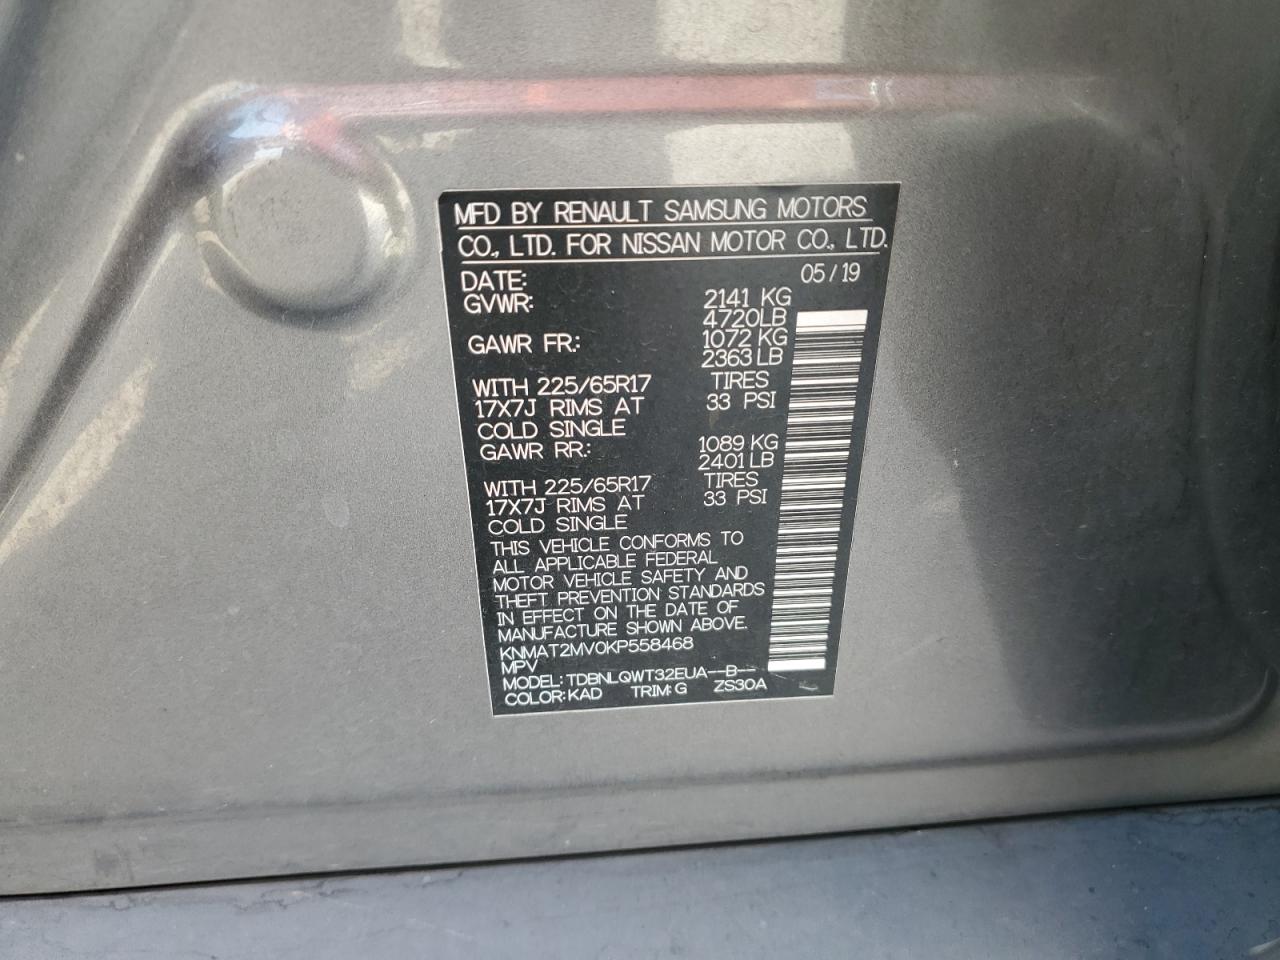 MFD BY RENAULT SAMSUNG MOTORS
CO., LTD. FOR NISSAN MOTOR CO., LTD.
DATE: 05/19
GVWR: 2141 KG
4720LB
GAWR FR.: 1072 KG
2363 LB
WITH 225/65R17 TIRES
17X7J RIMS AT 33 PSI
COLD SINGLE
GAWR RR.: 1089 KG
2401 LB
WITH 225/65R17 TIRES
17X7J RIMS AT 33 PSI
COLD SINGLE
THIS VEHICLE CONFORMS TO
ALL APPLICABLE FEDERAL
MOTOR VEHICLE SAFETY AND
THEFT PREVENTION STANDARDS
IN EFFECT ON THE DATE OF
MANUFACTURE SHOWN ABOVE.
KNMAT2MV0KP558468
MPV
MODEL: TDBNLQWT32EUA--B--
COLOR: KAD TRIM: G ZS30A